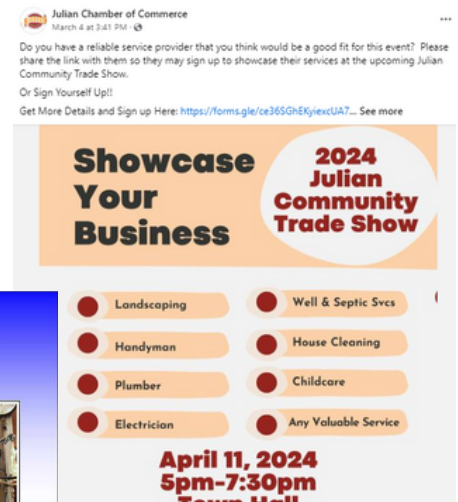 Julian Chamber of Commerce
March 4 at 3:41 PM ·
Do you have a reliable service provider that you think would be a good fit for this event? Please
share the link with them so they may sign up to showcase their services at the upcoming Julian
Community Trade Show.
Or Sign Yourself Up!!
Get More Details and Sign up Here: https://forms.gle/ce36SGhEKyiexcUA7... See more
Showcase
Your
Business
2024
Julian
Community
Trade Show
Landscaping
Well & Septic Svcs
Handyman
House Cleaning
Plumber
Childcare
Electrician
Any Valuable Service
April 11, 2024
5pm-7:30pm
Town Hall